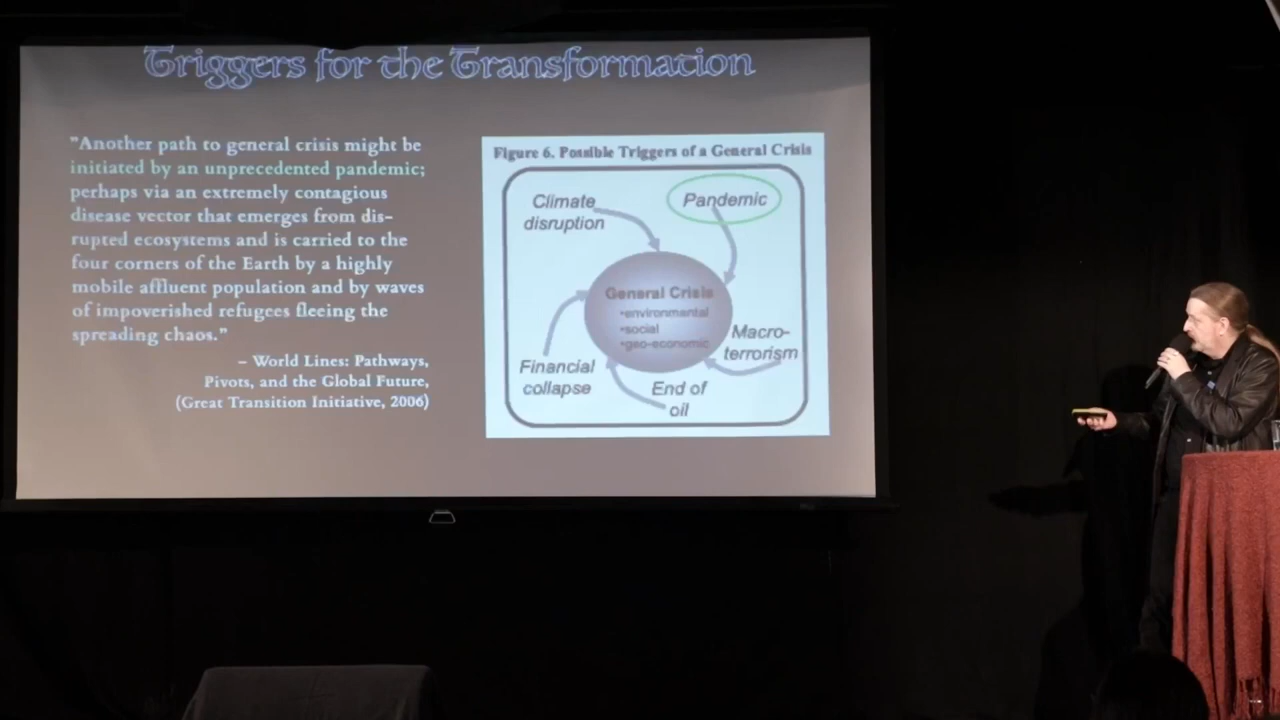 Triggers for the Transformation
"Another path to general crisis might be
initiated by an unprecedented pandemic;
perhaps via an extremely contagious
disease vector that emerges from dis-
rupted ecosystems and is carried to the
four corners of the Earth by a highly
mobile affluent population and by waves
of impoverished refugees fleeing the
spreading chaos."
– World Lines: Pathways,
Pivots, and the Global Future,
(Great Transition Initiative, 2006)
Figure 6. Possible Triggers of a General Crisis
Climate
disruption
Pandemic
General Crisis
•environmental
•social
•geo-economic
Macro-
terrorism
Financial
collapse
End of
oil